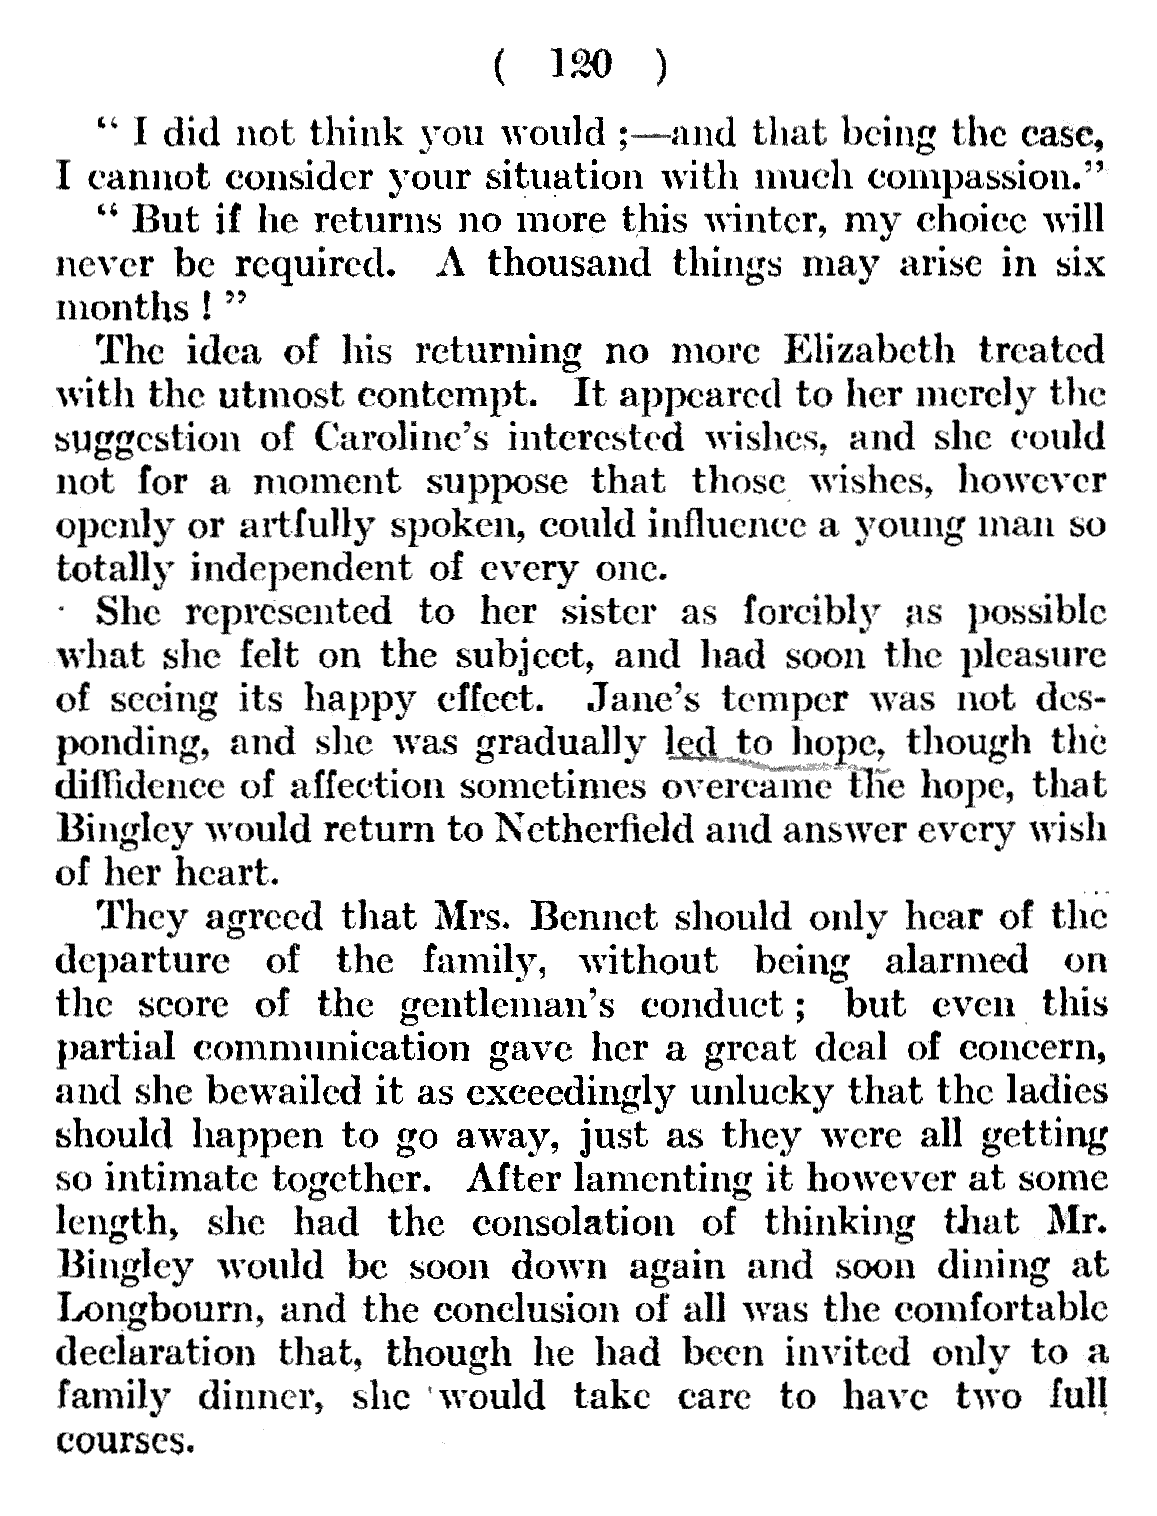 ( 120 )
“ I did not think you would ;—and that being the case,
I cannot consider your situation with much compassion.”
“ But if he returns no more this winter, my choice will
never be required. A thousand things may arise in six
months ! ”
The idea of his returning no more Elizabeth treated
with the utmost contempt. It appeared to her merely the
suggestion of Caroline’s interested wishes, and she could
not for a moment suppose that those wishes, however
openly or artfully spoken, could influence a young man so
totally independent of every one.
She represented to her sister as forcibly as possible
what she felt on the subject, and had soon the pleasure
of seeing its happy effect. Jane’s temper was not des-
ponding, and she was gradually led to hope, though the
diffidence of affection sometimes overcame the hope, that
Bingley would return to Netherfield and answer every wish
of her heart.
They agreed that Mrs. Bennet should only hear of the
departure of the family, without being alarmed on
the score of the gentleman’s conduct ; but even this
partial communication gave her a great deal of concern,
and she bewailed it as exceedingly unlucky that the ladies
should happen to go away, just as they were all getting
so intimate together. After lamenting it however at some
length, she had the consolation of thinking that Mr.
Bingley would be soon down again and soon dining at
Longbourn, and the conclusion of all was the comfortable
declaration that, though he had been invited only to a
family dinner, she would take care to have two full
courses.